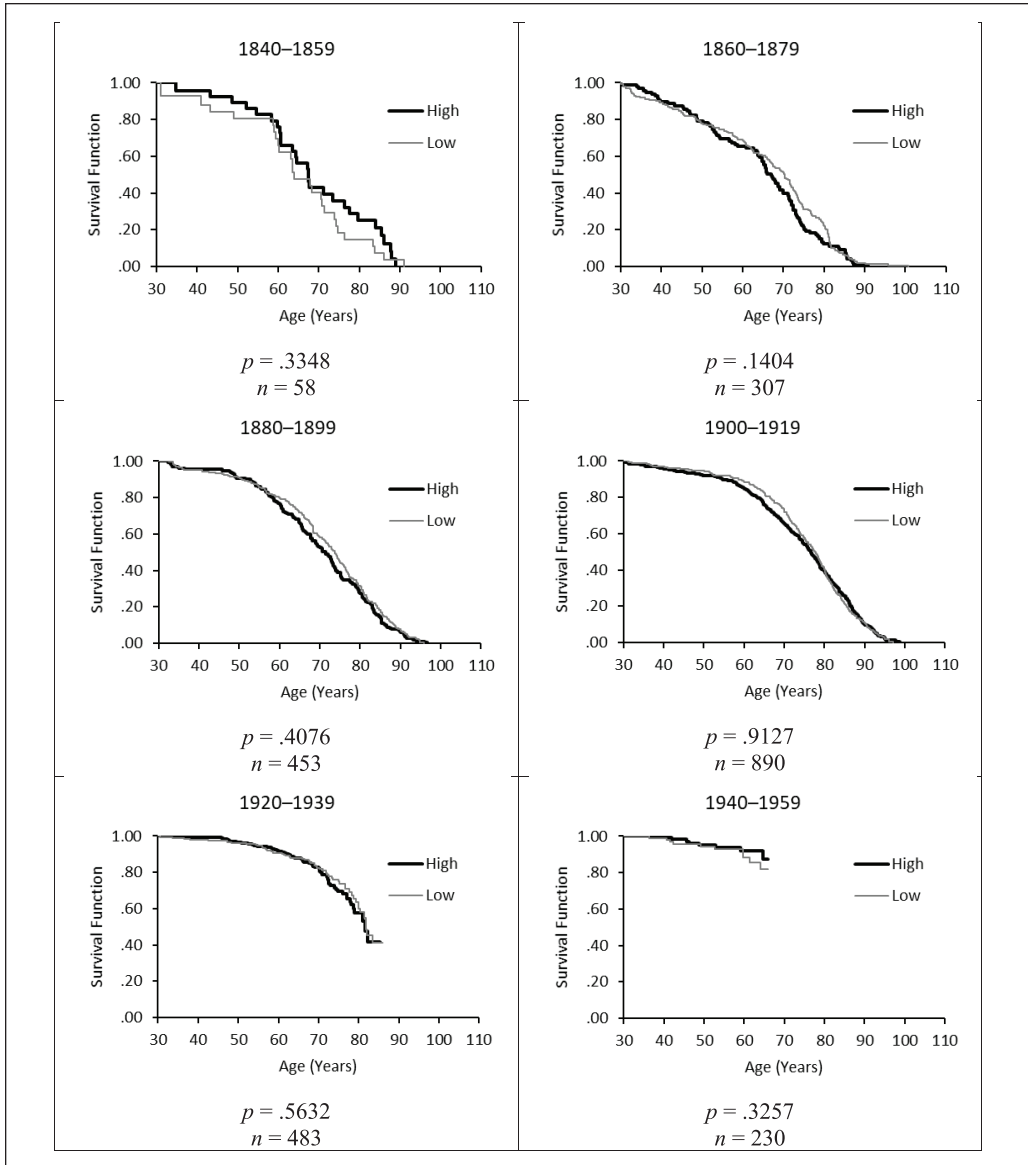 1840–1859
1.00
.80
.60
.40
.20
.00
Survival Function
30 40 50 60 70 80 90 100 110
Age (Years)
High
Low
p = .3348
n = 58
1860–1879
1.00
.80
.60
.40
.20
.00
Survival Function
30 40 50 60 70 80 90 100 110
Age (Years)
High
Low
p = .1404
n = 307
1880–1899
1.00
.80
.60
.40
.20
.00
Survival Function
30 40 50 60 70 80 90 100 110
Age (Years)
High
Low
p = .4076
n = 453
1900–1919
1.00
.80
.60
.40
.20
.00
Survival Function
30 40 50 60 70 80 90 100 110
Age (Years)
High
Low
p = .9127
n = 890
1920–1939
1.00
.80
.60
.40
.20
.00
Survival Function
30 40 50 60 70 80 90 100 110
Age (Years)
High
Low
p = .5632
n = 483
1940–1959
1.00
.80
.60
.40
.20
.00
Survival Function
30 40 50 60 70 80 90 100 110
Age (Years)
High
Low
p = .3257
n = 230